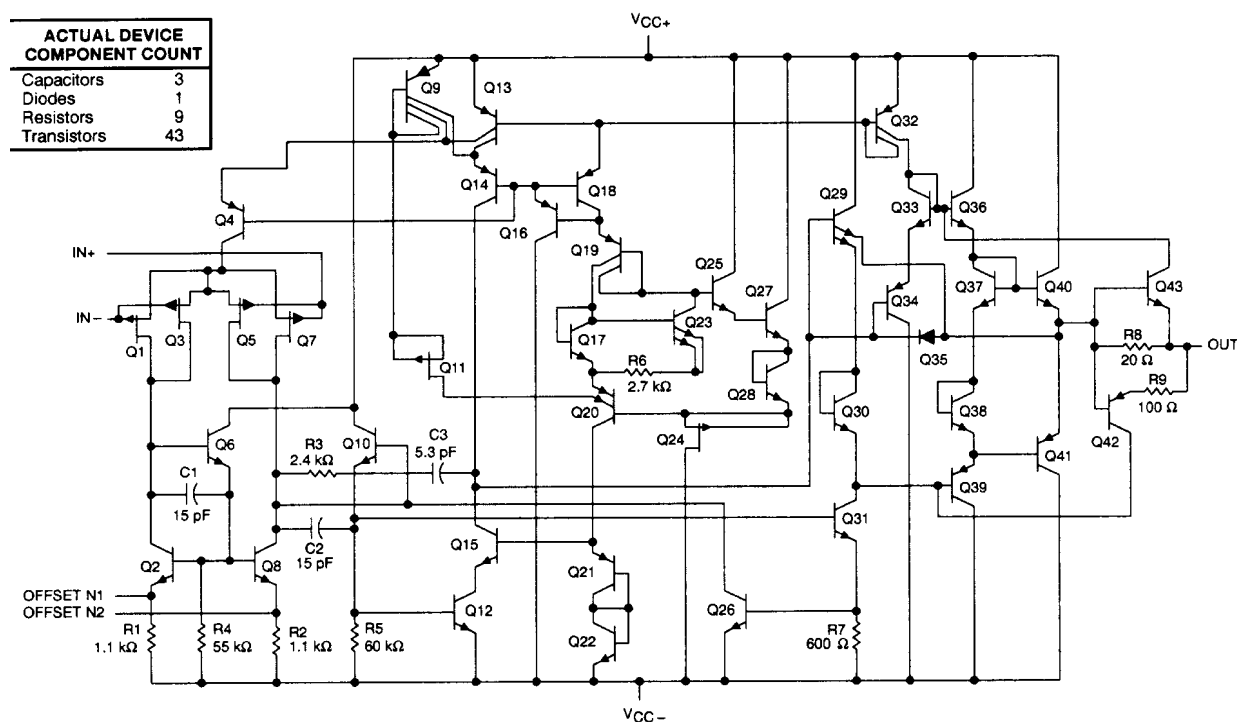 ACTUAL DEVICE
COMPONENT COUNT
Capacitors 3
Diodes 1
Resistors 9
Transistors 43
VCC+
Q9
Q13
Q32
Q14
Q18
Q29
Q33
Q36
Q4
Q16
Q19
IN+
Q25
Q27
Q34
Q37
Q40
Q43
IN−
Q1
Q3
Q5
Q7
Q11
Q17
Q23
Q35
R8
20 Ω
OUT
R6
2.7 kΩ
R9
100 Ω
Q28
Q20
Q30
Q38
Q42
Q6
Q10
C3
5.3 pF
Q24
R3
2.4 kΩ
Q41
C1
15 pF
Q39
Q31
C2
15 pF
Q15
Q2
Q8
Q21
OFFSET N1
OFFSET N2
Q12
Q26
R1
1.1 kΩ
R4
55 kΩ
R2
1.1 kΩ
R5
60 kΩ
Q22
R7
600 Ω
VCC−